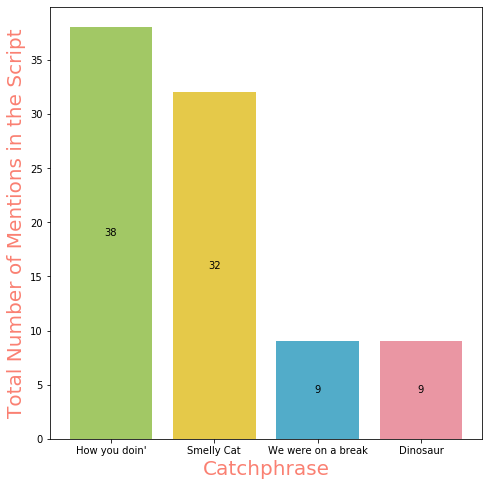 Total Number of Mentions in the Script
35
30
25
20
15
10
5
0
38
32
9
9
How you doin'
Smelly Cat
We were on a break
Dinosaur
Catchphrase